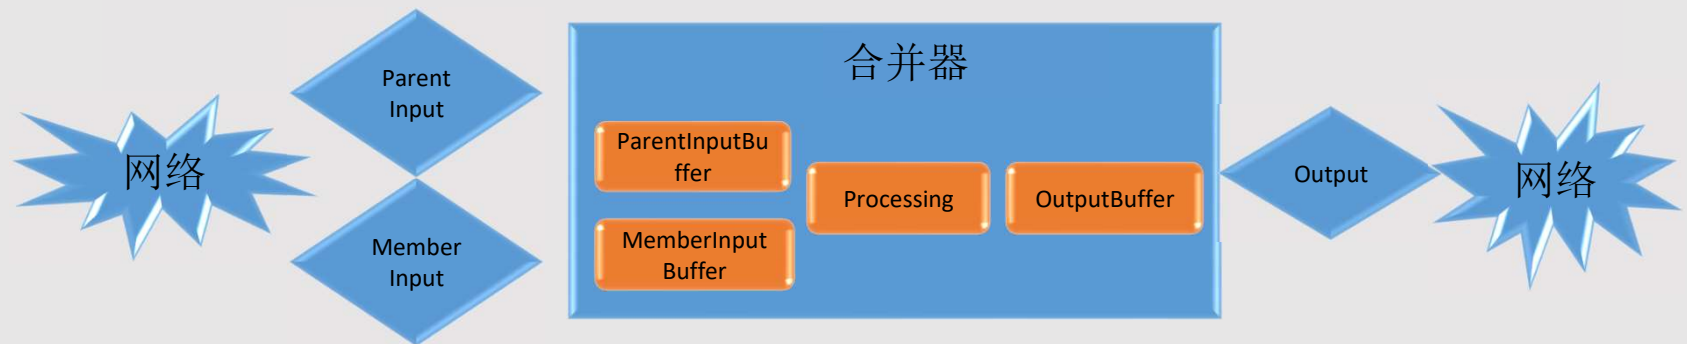 网络
Parent
Input
Member
Input
合并器
ParentInputBu
ffer
MemberInput
Buffer
Processing
OutputBuffer
Output
网络